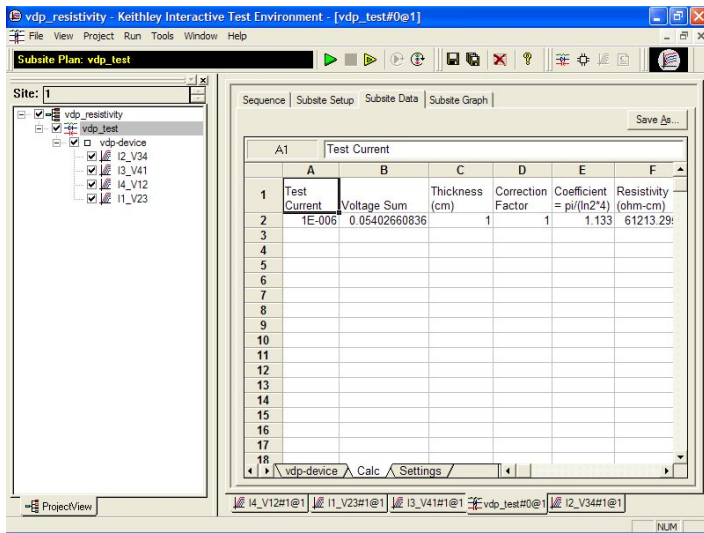 vdp_resistivity - Keithley Interactive Test Environment - [vdp_test#0@1]
File View Project Run Tools Window Help
Subsite Plan: vdp_test
Site: 1
vdp_resistivity
vdp_test
vdp-device
I2_V34
I3_V41
I4_V12
I1_V23
ProjectView
Sequence Subsite Setup Subsite Data Subsite Graph
Save As...
A1 Test Current
A B C D E F
1 Test Current Voltage Sum Thickness (cm) Correction Factor Coefficient = pi/(ln2*4) Resistivity (ohm-cm)
2 1E-006 0.05402660836 1 1 1.133 61213.29
3
4
5
6
7
8
9
10
11
12
13
14
15
16
17
18
vdp-device Calc Settings
I4_V12#1@1 I1_V23#1@1 I3_V41#1@1 vdp_test#0@1 I2_V34#1@1
NUM